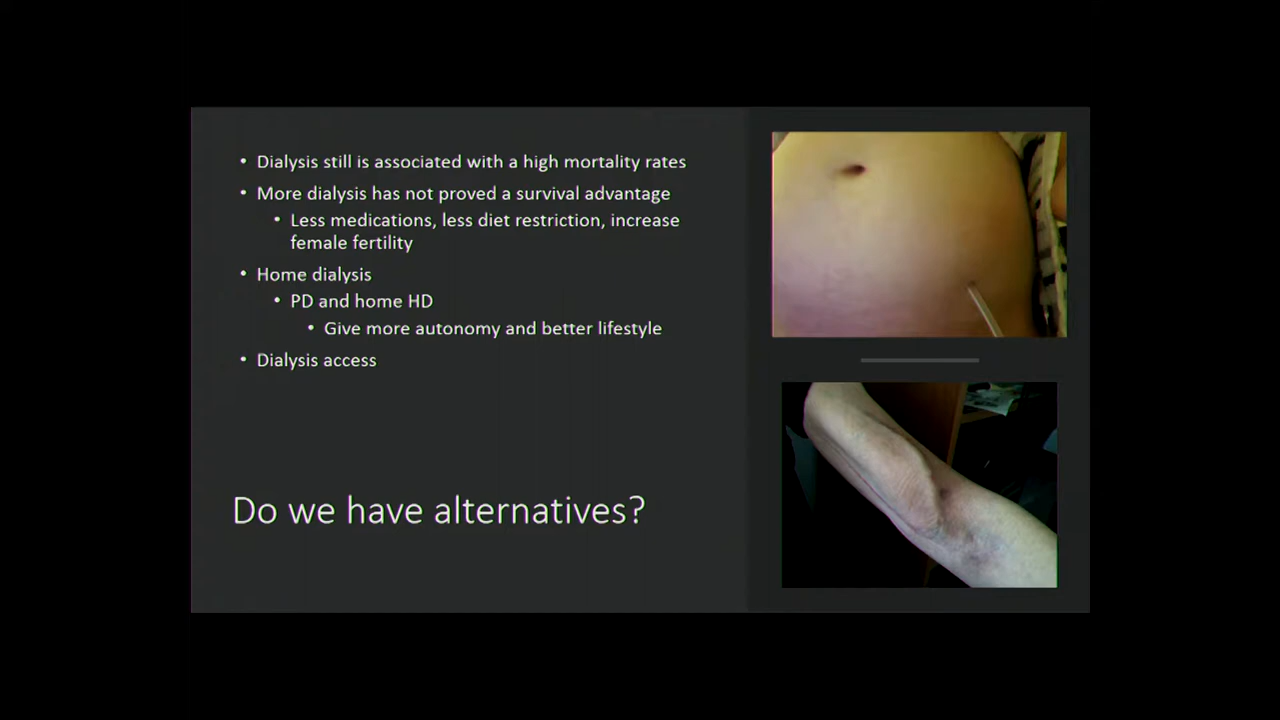 • Dialysis still is associated with a high mortality rates
• More dialysis has not proved a survival advantage
• Less medications, less diet restriction, increase
female fertility
• Home dialysis
• PD and home HD
• Give more autonomy and better lifestyle
• Dialysis access
Do we have alternatives?